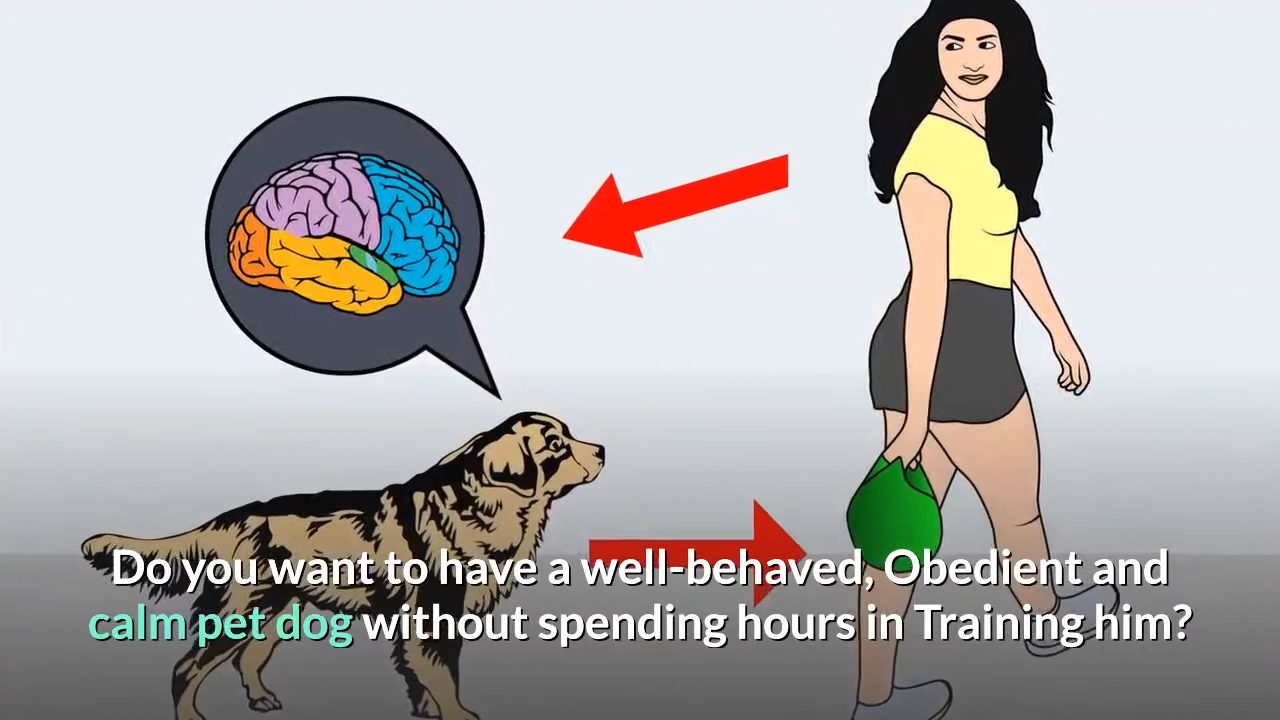 Do you want to have a well-behaved, Obedient and
calm pet dog without spending hours in Training him?